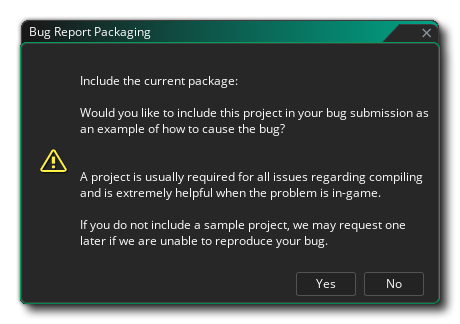 Bug Report Packaging
Include the current package:
Would you like to include this project in your bug submission as
an example of how to cause the bug?
A project is usually required for all issues regarding compiling
and is extremely helpful when the problem is in-game.
If you do not include a sample project, we may request one
later if we are unable to reproduce your bug.
Yes No